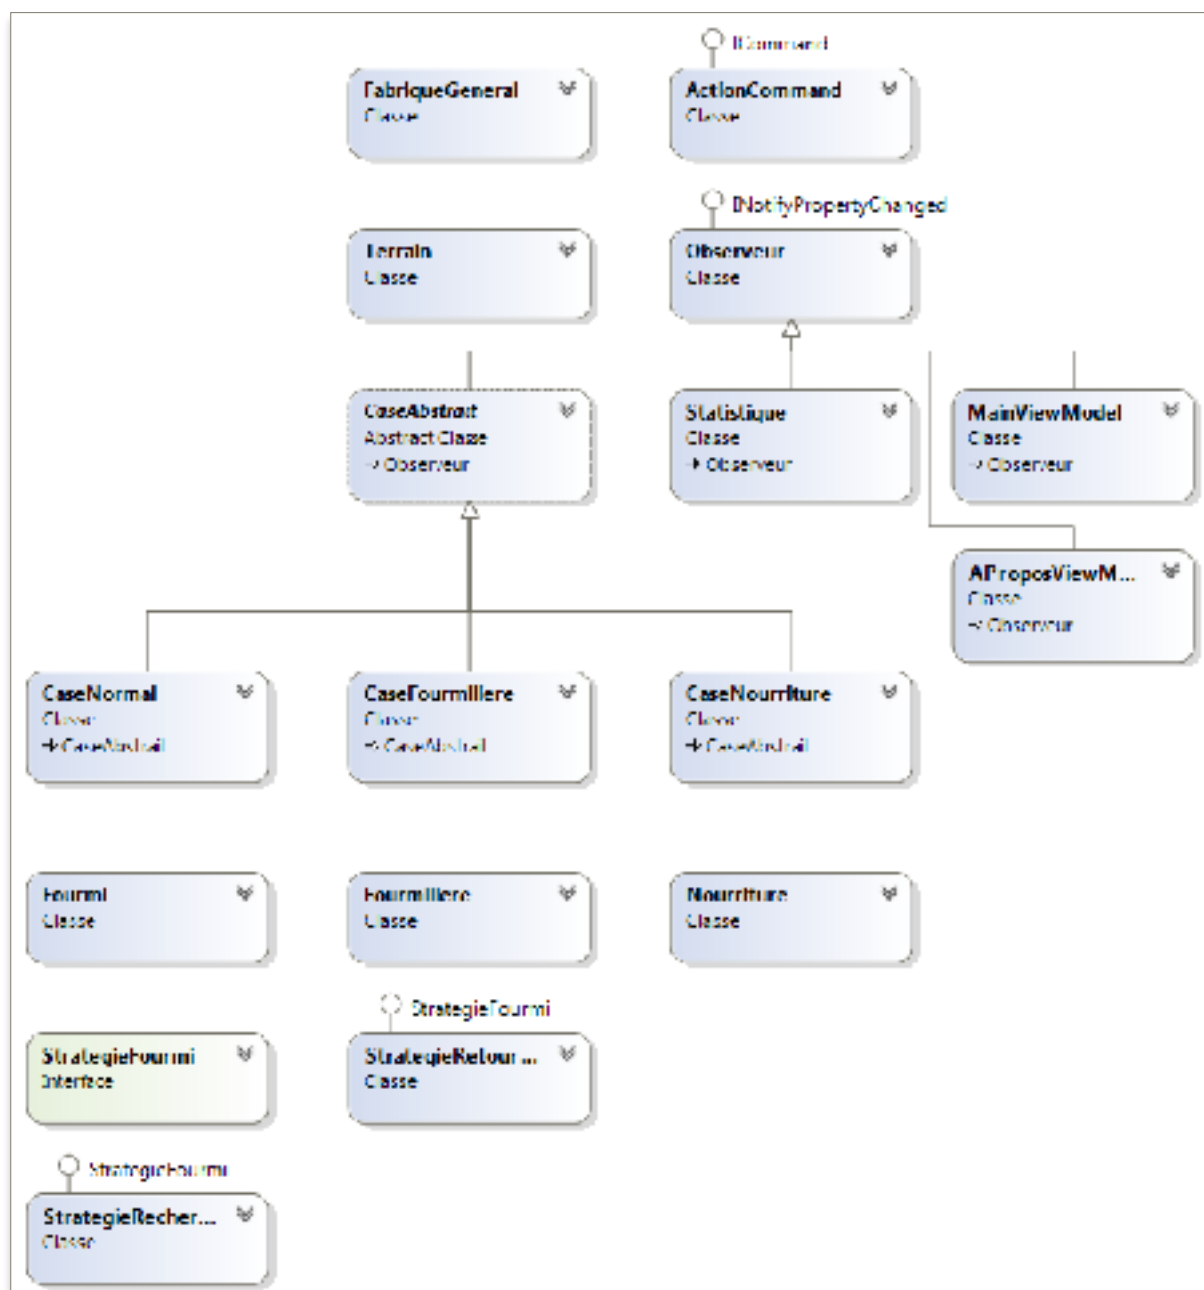 ICommand
FabriqueGeneral
Classe
ActionCommand
Classe
INotifyPropertyChanged
Terrain
Classe
Observeur
Classe
CaseAbstrait
Abstract Classe
→ Observeur
Statistique
Classe
→ Observeur
MainViewModel
Classe
→ Observeur
AProposViewM...
Classe
→ Observeur
CaseNormal
Classe
→ CaseAbstrait
CaseFourmiliere
Classe
→ CaseAbstrait
CaseNourriture
Classe
→ CaseAbstrait
Fourmi
Classe
Fourmiliere
Classe
Nourriture
Classe
StrategieFourmi
StrategieFourmi
Interface
StrategieRetour...
Classe
StrategieFourmi
StrategieRecher...
Classe